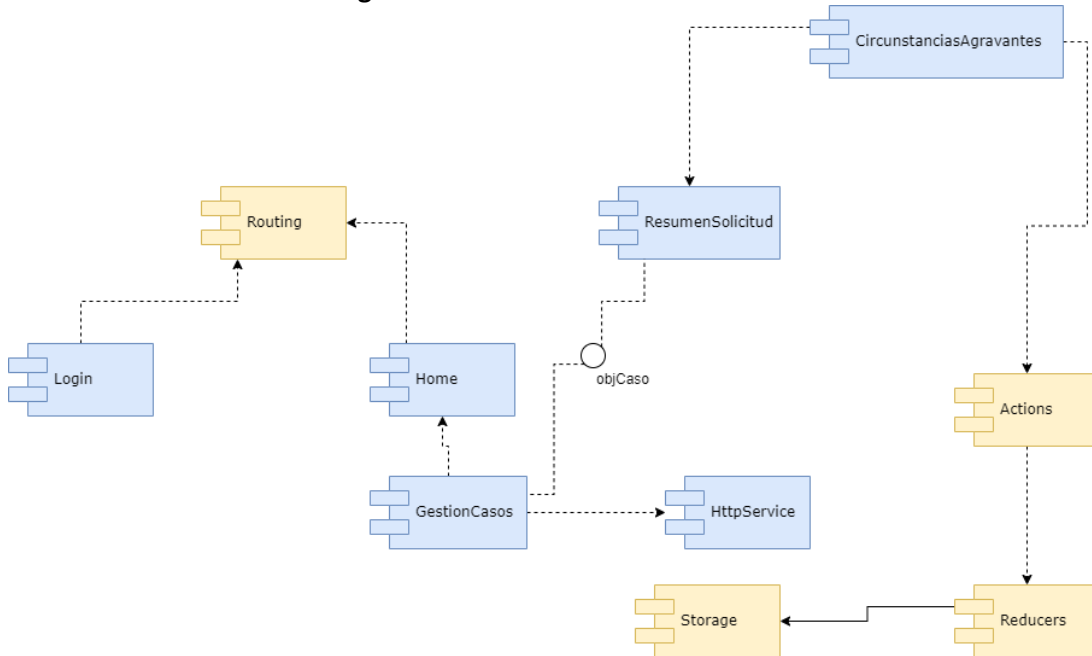 CircunstanciasAgravantes
Routing
ResumenSolicitud
Login
Home
objCaso
Actions
GestionCasos
HttpService
Storage
Reducers